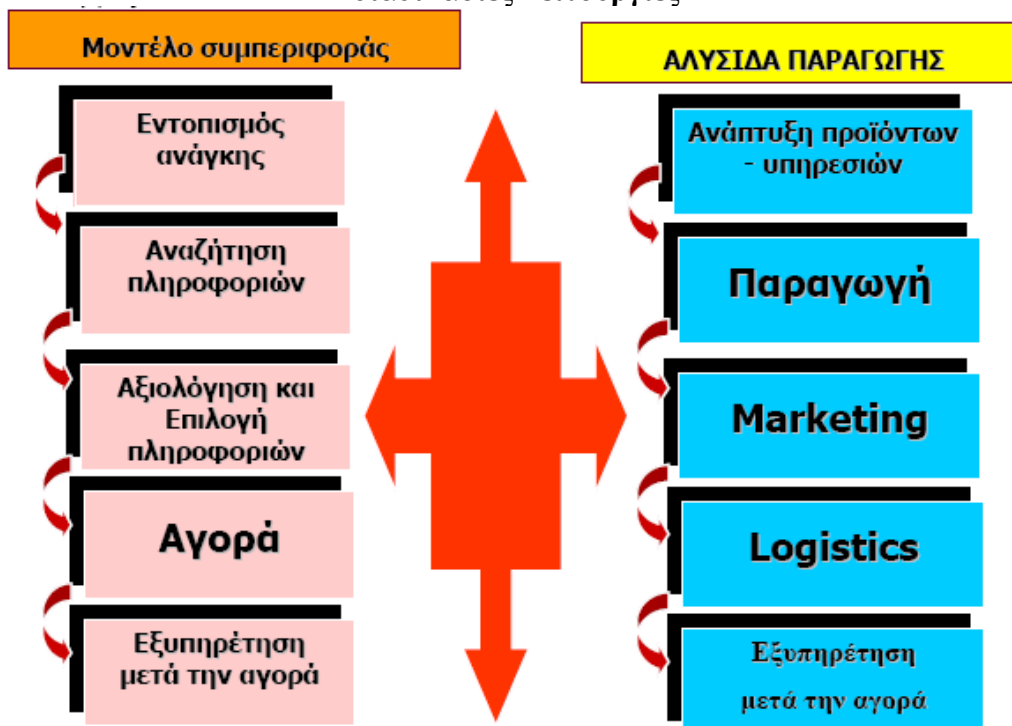 Μοντέλο συμπεριφοράς
Εντοπισμός
ανάγκης
Αναζήτηση
πληροφοριών
Αξιολόγηση και
Επιλογή
πληροφοριών
Αγορά
Εξυπηρέτηση
μετά την αγορά
ΑΛΥΣΙΔΑ ΠΑΡΑΓΩΓΗΣ
Ανάπτυξη προϊόντων
- υπηρεσιών
Παραγωγή
Marketing
Logistics
Εξυπηρέτηση
μετά την αγορά